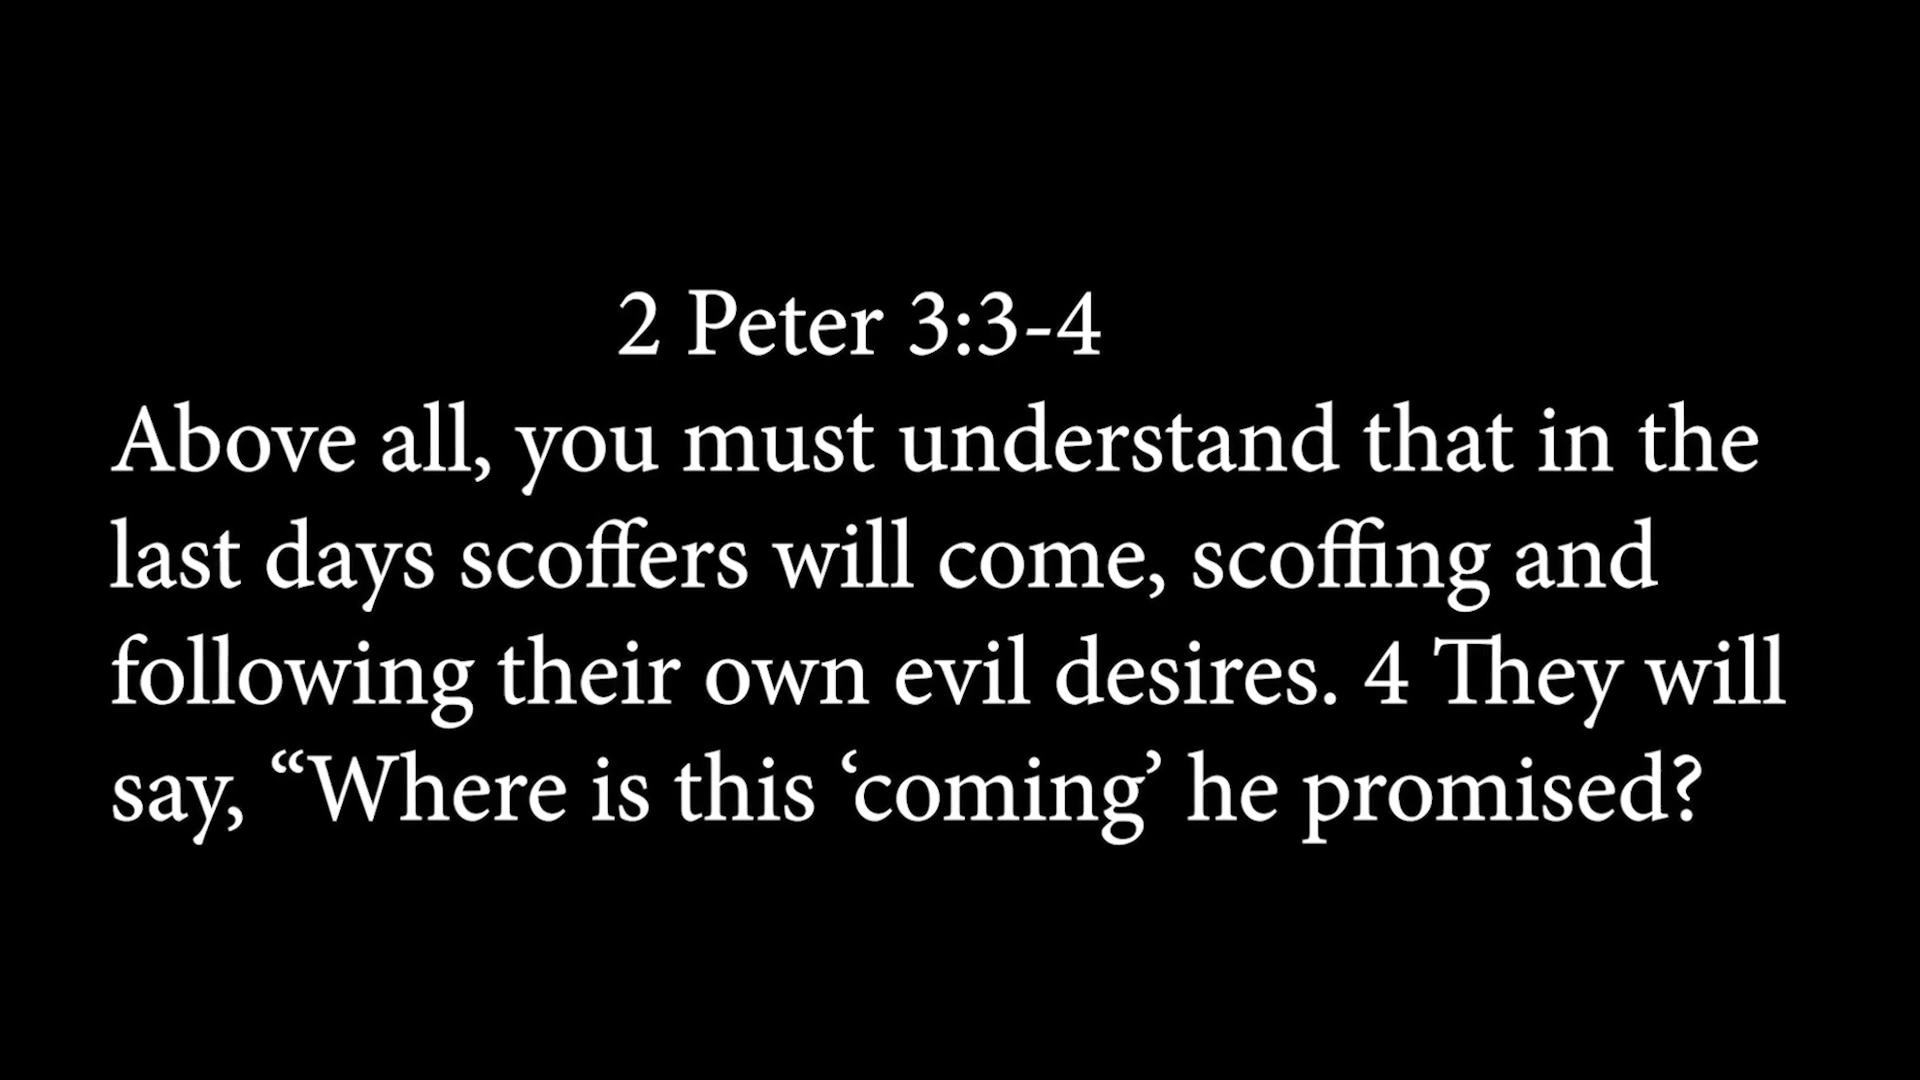 2 Peter 3:3-4
Above all, you must understand that in the
last days scoffers will come, scoffing and
following their own evil desires. 4 They will
say, “Where is this ‘coming’ he promised?